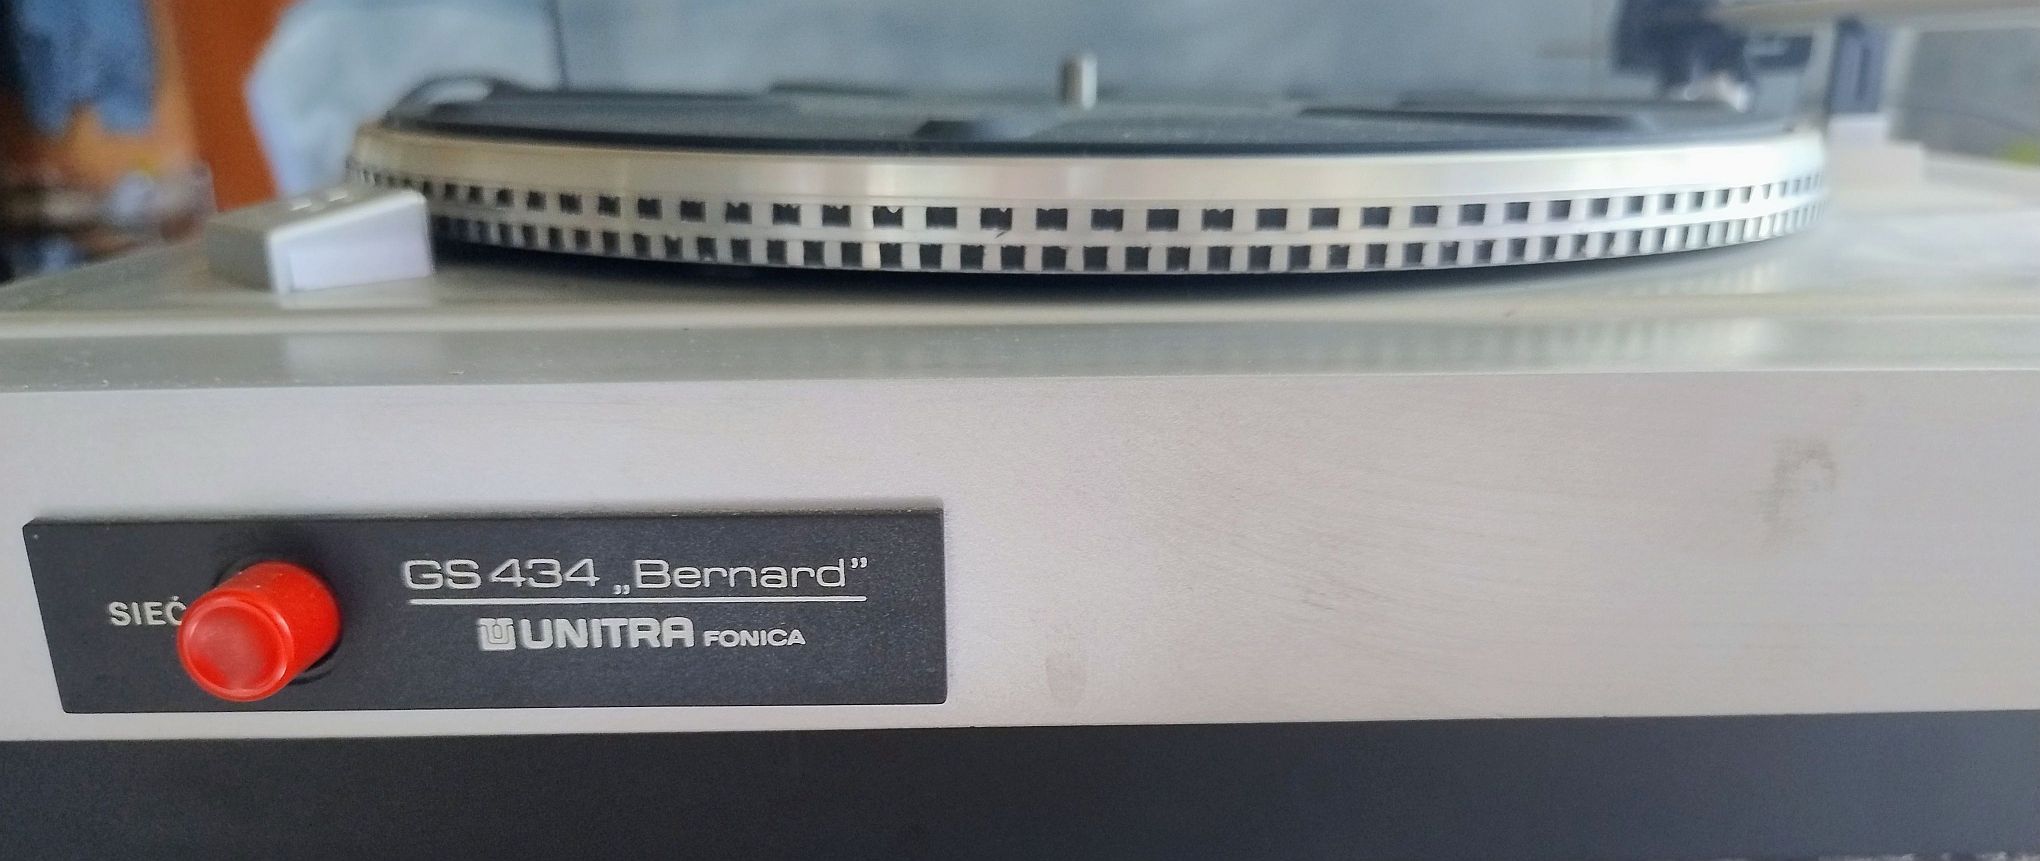 SIEĆ
GS 434 „Bernard”
UNITRA FONICA